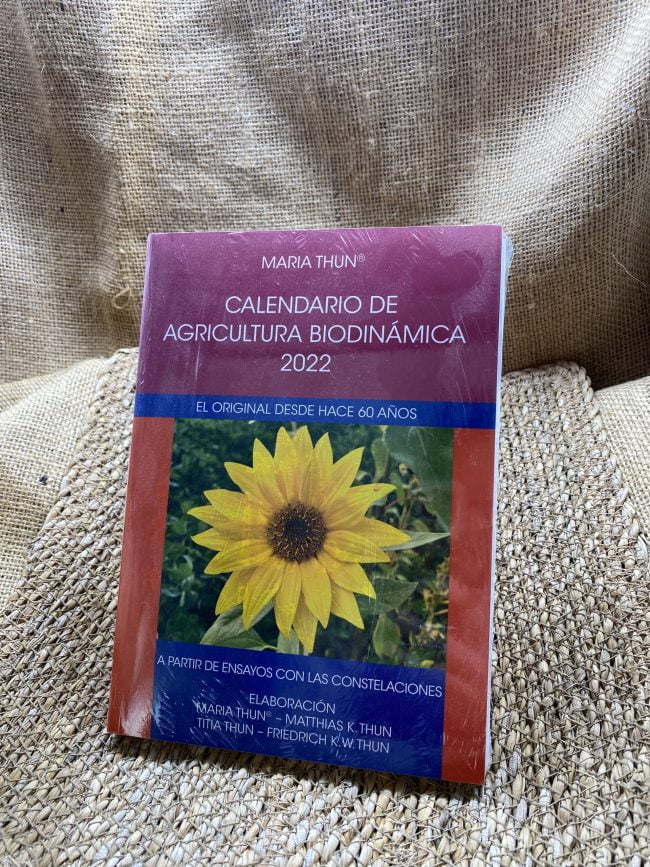 MARIA THUN®
CALENDARIO DE
AGRICULTURA BIODINÁMICA
2022
EL ORIGINAL DESDE HACE 60 AÑOS
A PARTIR DE ENSAYOS CON LAS CONSTELACIONES
ELABORACIÓN
MARIA THUN® – MATTHIAS K. THUN
TITIA THUN – FRIEDRICH K. W. THUN